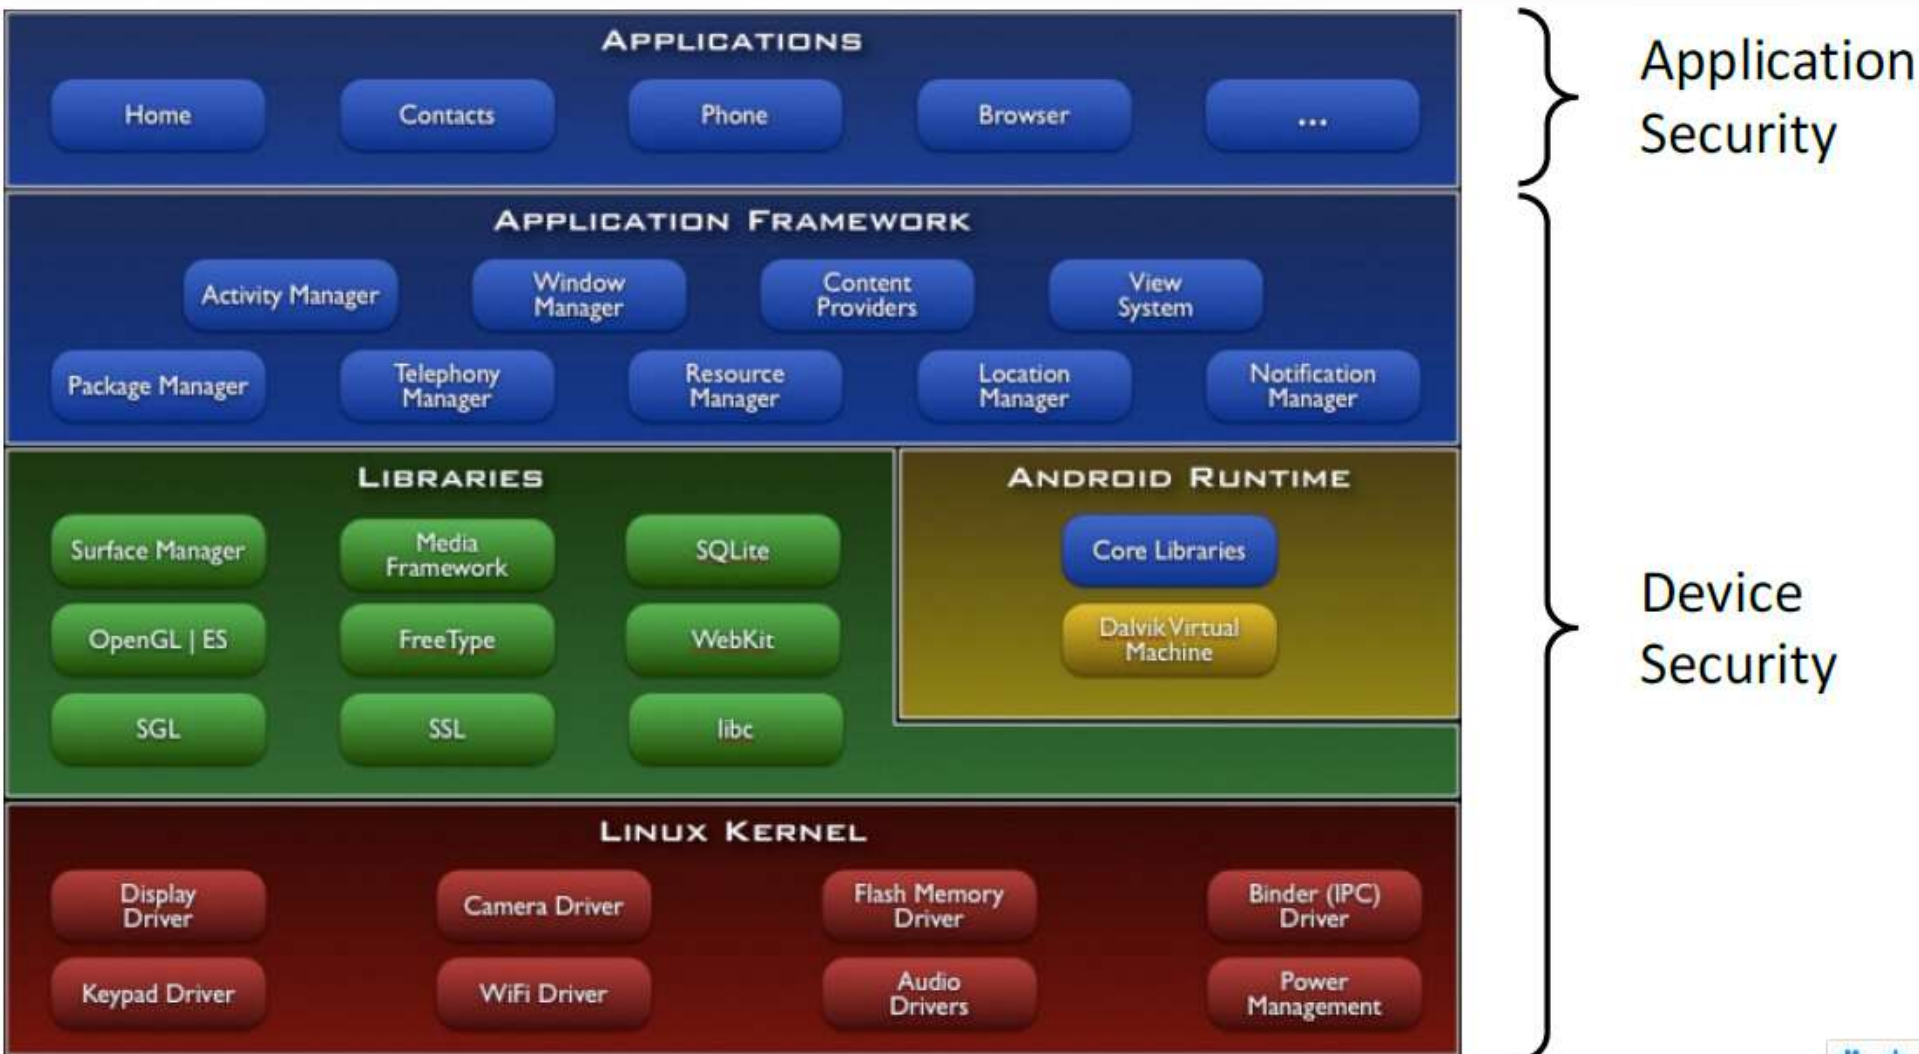 APPLICATIONS
Home
Contacts
Phone
Browser
...
Application
Security
APPLICATION FRAMEWORK
Activity Manager
Window
Manager
Content
Providers
View
System
Package Manager
Telephony
Manager
Resource
Manager
Location
Manager
Notification
Manager
LIBRARIES
Surface Manager
Media
Framework
SQLite
OpenGL | ES
FreeType
WebKit
SGL
SSL
libc
ANDROID RUNTIME
Core Libraries
Dalvik Virtual
Machine
Device
Security
LINUX KERNEL
Display
Driver
Camera Driver
Flash Memory
Driver
Binder (IPC)
Driver
Keypad Driver
WiFi Driver
Audio
Drivers
Power
Management